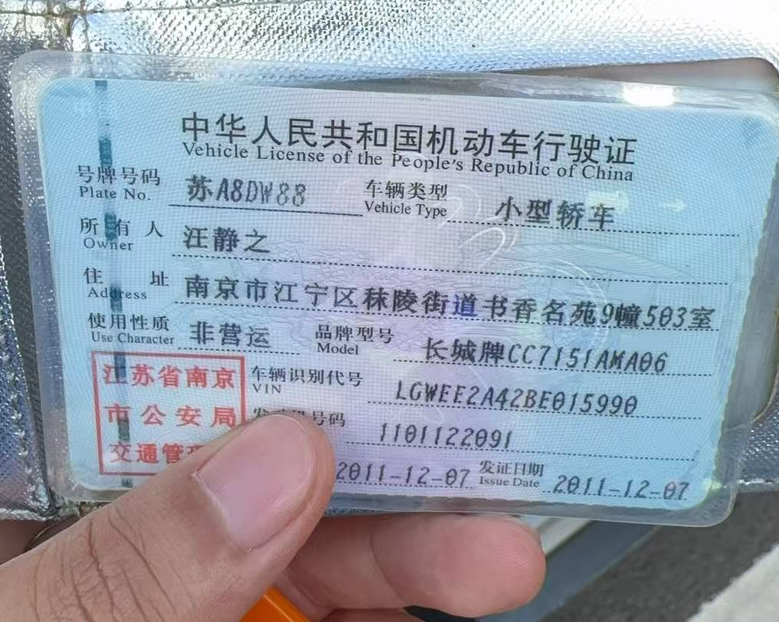 中华人民共和国机动车行驶证
Vehicle License of the People's Republic of China
号牌号码 苏A8DW88 车辆类型 小型轿车
Plate No. Vehicle Type
所有人 汪静之
Owner
住址 南京市江宁区秣陵街道书香名苑9幢503室
Address
使用性质 非营运 品牌型号 长城牌CC7151AMA06
Use Character Model
江苏省南京 车辆识别代号 LGWEE2A42BE015990
VIN
市公安局 号码 1101122091
交通管
2011-12-07 发证日期 2011-12-07
Issue Date